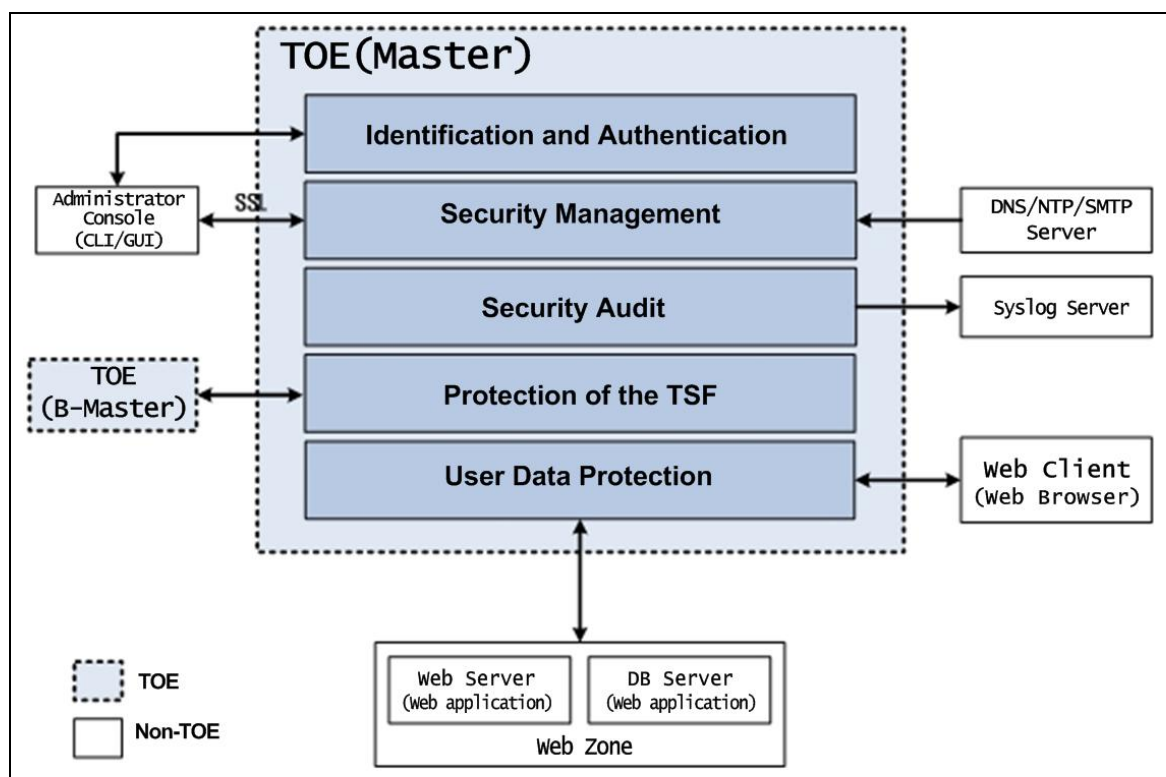 TOE(Master)
Identification and Authentication
Administrator
Console
(CLI/GUI)
SSL
Security Management
DNS/NTP/SMTP
Server
Security Audit
Syslog Server
TOE
(B-Master)
Protection of the TSF
User Data Protection
Web Client
(Web Browser)
Web Server
(Web application)
DB Server
(Web application)
Web Zone
TOE
Non-TOE